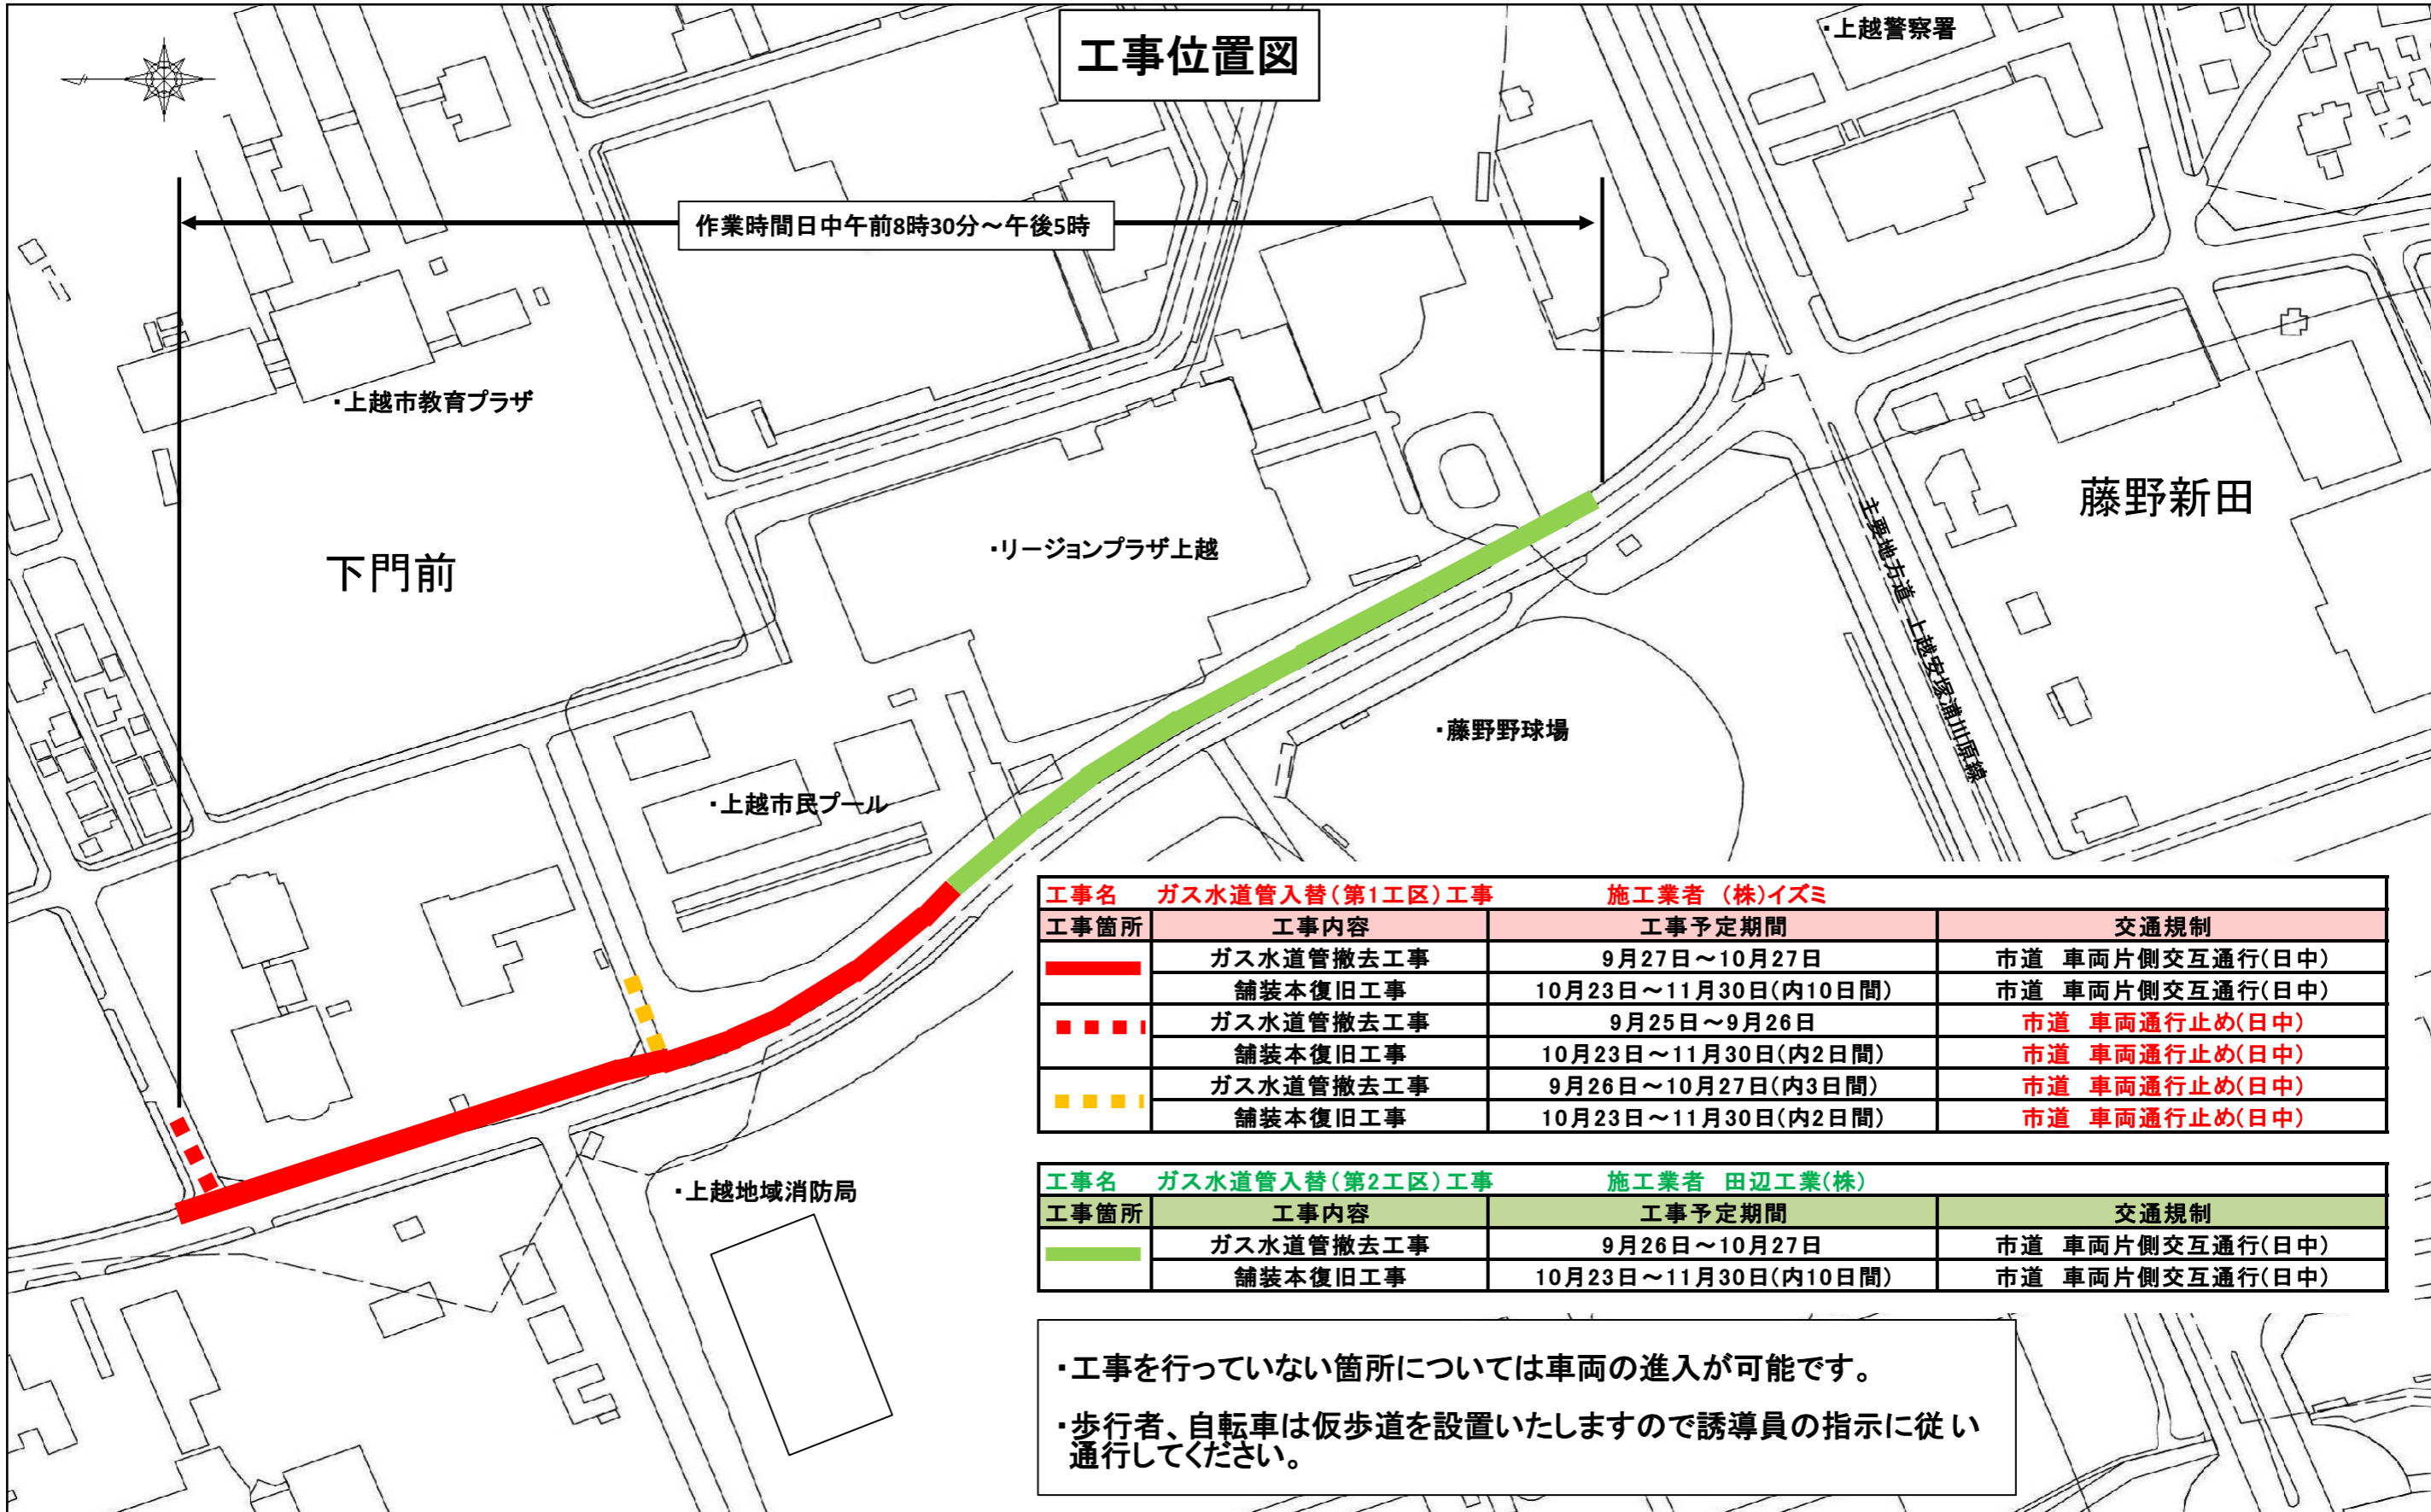 工事位置図
・上越警察署
作業時間日中午前8時30分～午後5時
・上越市教育プラザ
下門前
・リージョンプラザ上越
藤野新田
主要地方道 上越安塚浦川原線
・藤野野球場
・上越市民プール
・上越地域消防局
工事名 ガス水道管入替(第1工区)工事 施工業者 (株)イズミ
工事箇所 工事内容 工事予定期間 交通規制
ガス水道管撤去工事 9月27日～10月27日 市道 車両片側交互通行(日中)
舗装本復旧工事 10月23日～11月30日(内10日間) 市道 車両片側交互通行(日中)
ガス水道管撤去工事 9月25日～9月26日 市道 車両通行止め(日中)
舗装本復旧工事 10月23日～11月30日(内2日間) 市道 車両通行止め(日中)
ガス水道管撤去工事 9月26日～10月27日(内3日間) 市道 車両通行止め(日中)
舗装本復旧工事 10月23日～11月30日(内2日間) 市道 車両通行止め(日中)
工事名 ガス水道管入替(第2工区)工事 施工業者 田辺工業(株)
工事箇所 工事内容 工事予定期間 交通規制
ガス水道管撤去工事 9月26日～10月27日 市道 車両片側交互通行(日中)
舗装本復旧工事 10月23日～11月30日(内10日間) 市道 車両片側交互通行(日中)
・工事を行っていない箇所については車両の進入が可能です。
・歩行者、自転車は仮歩道を設置いたしますので誘導員の指示に従い
通行してください。